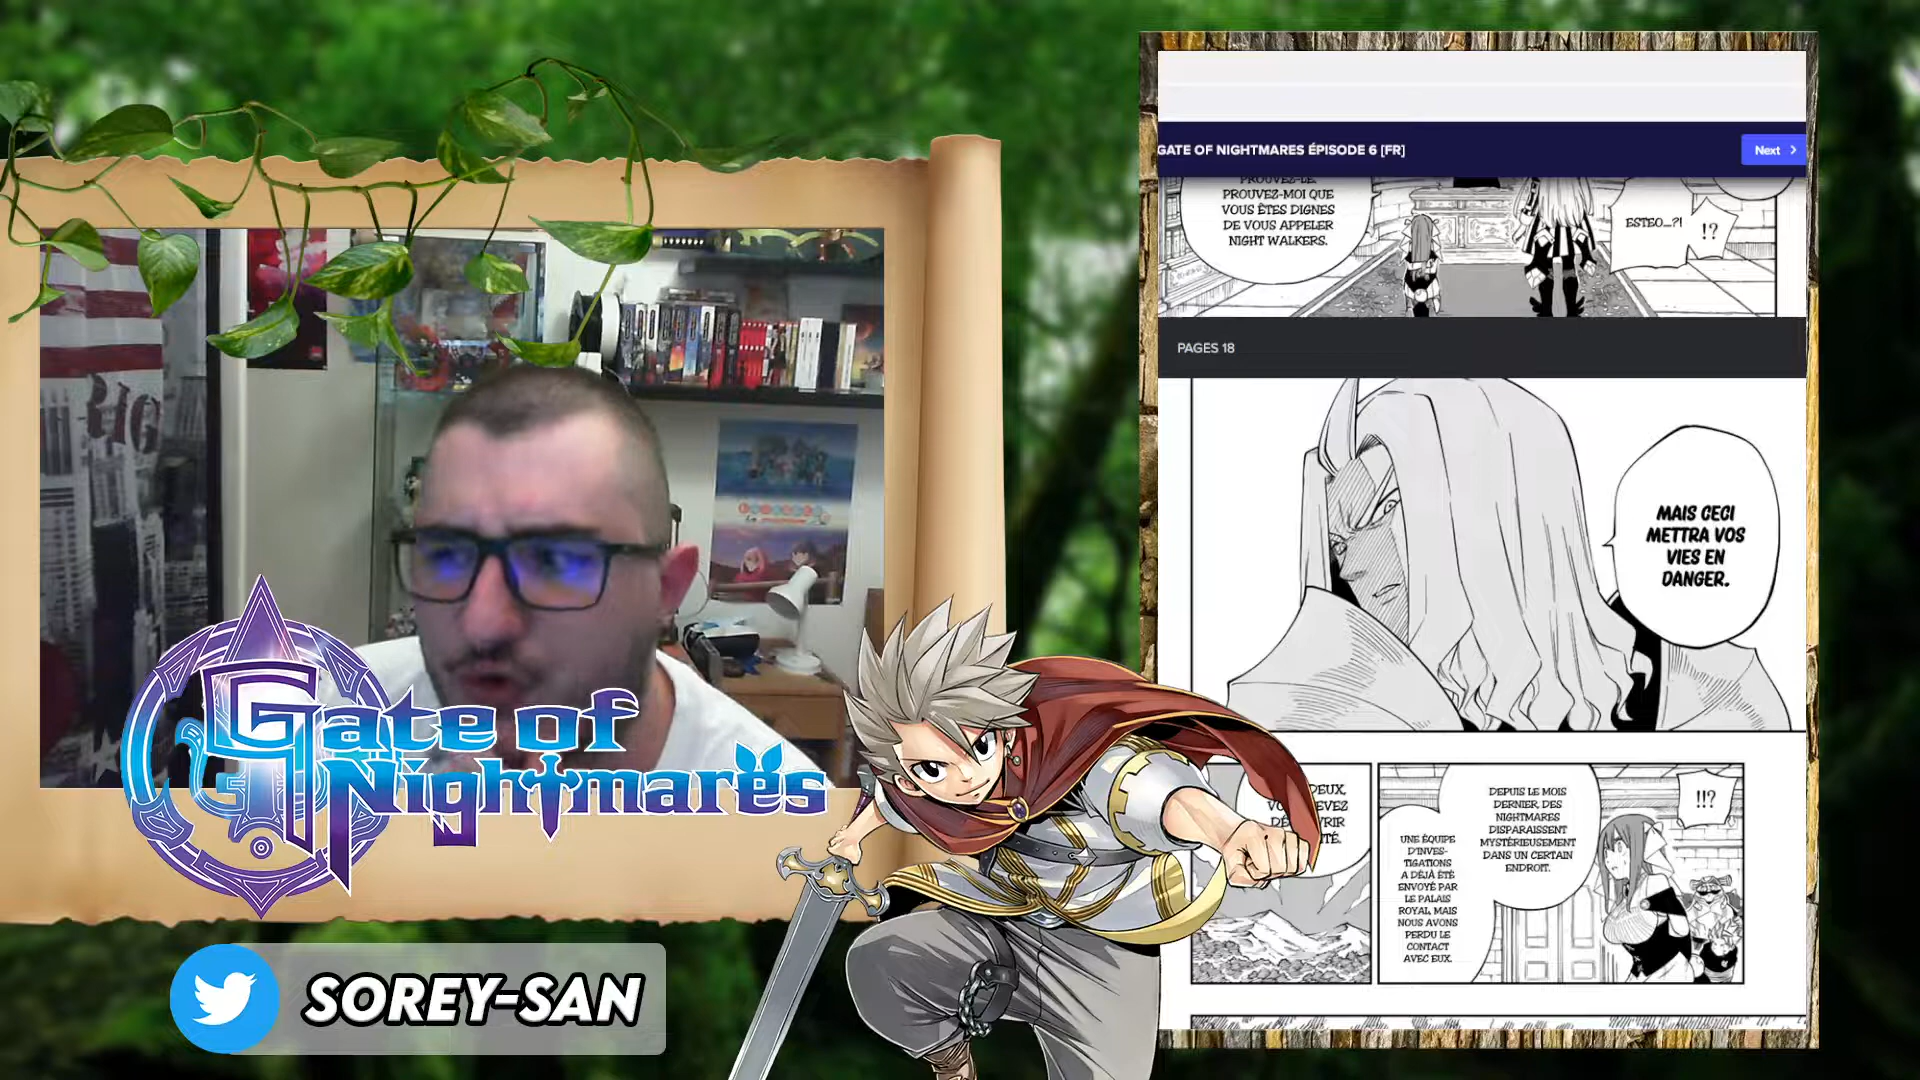 GATE OF NIGHTMARES ÉPISODE 6 [FR]
Next
PROUVEZ-LE.
PROUVEZ-MOI QUE
VOUS ÊTES DIGNES
DE VOUS APPELER
NIGHT WALKERS.
ESTEO...?!
!?
PAGES 18
MAIS CECI
METTRA VOS
VIES EN
DANGER.
DEPUIS LE MOIS
DERNIER, DES
NIGHTMARES
DISPARAISSENT
MYSTÉRIEUSEMENT
DANS UN CERTAIN
ENDROIT.
!!?
UNE ÉQUIPE
D'INVES-
TIGATIONS
A DÉJÀ ÉTÉ
ENVOYÉ PAR
LE PALAIS
ROYAL, MAIS
NOUS AVONS
PERDU LE
CONTACT
AVEC EUX.
Gate of
Nightmares
SOREY-SAN